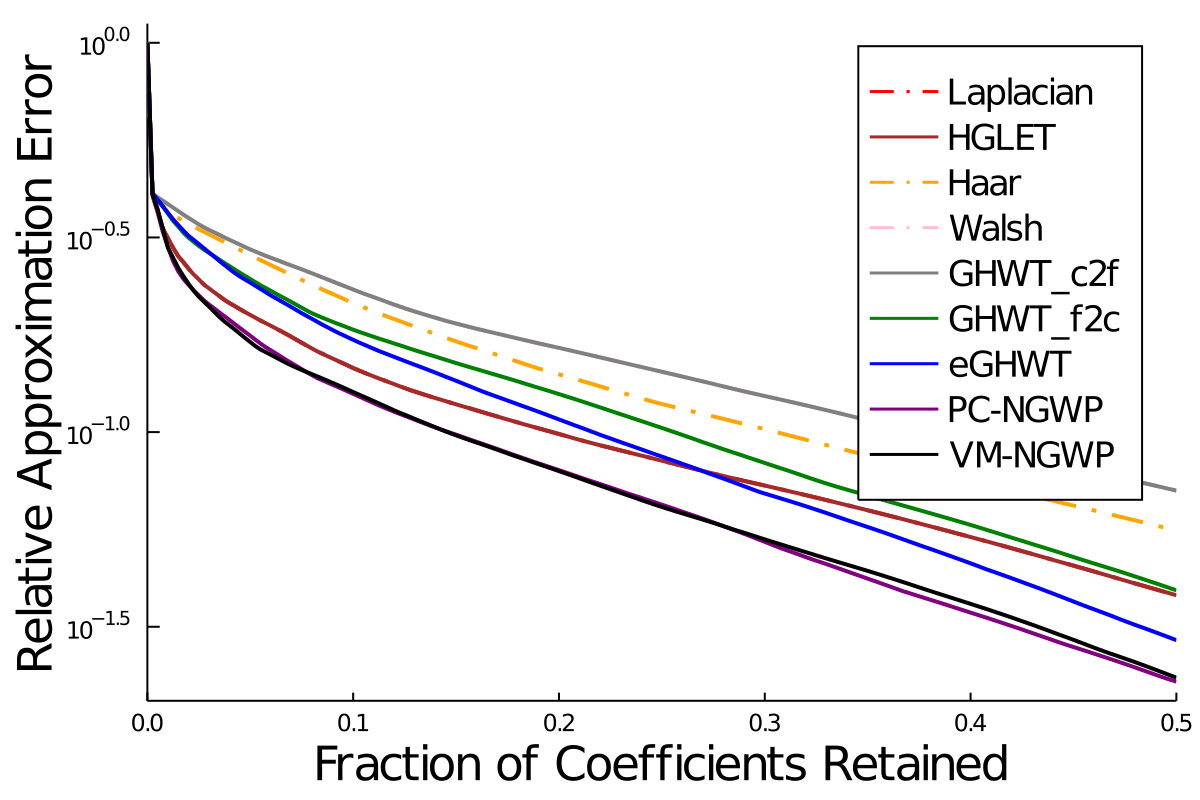 Relative Approximation Error
10^0.0
10^−0.5
10^−1.0
10^−1.5
Laplacian
HGLET
Haar
Walsh
GHWT_c2f
GHWT_f2c
eGHWT
PC-NGWP
VM-NGWP
0.0 0.1 0.2 0.3 0.4 0.5
Fraction of Coefficients Retained